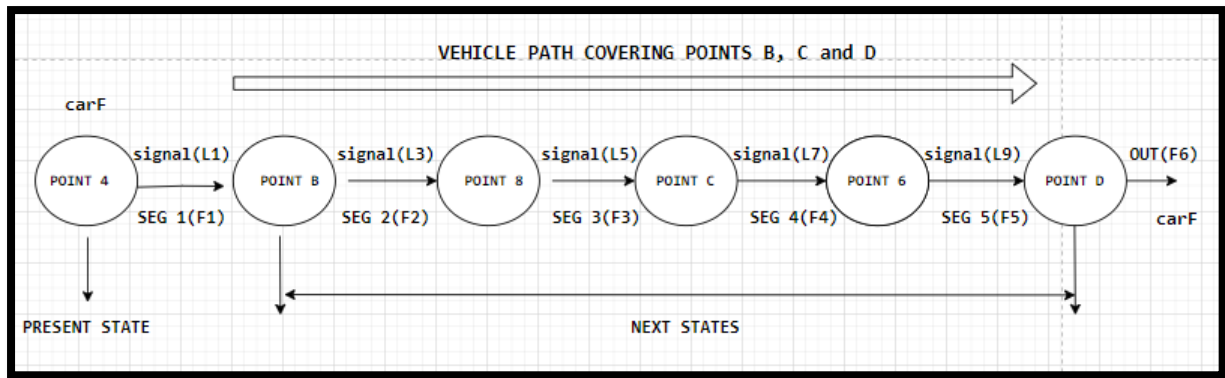 VEHICLE PATH COVERING POINTS B, C and D
carF
signal(L1)
signal(L3)
signal(L5)
signal(L7)
signal(L9)
OUT(F6)
POINT 4
POINT B
POINT 8
POINT C
POINT 6
POINT D
SEG 1(F1)
SEG 2(F2)
SEG 3(F3)
SEG 4(F4)
SEG 5(F5)
carF
PRESENT STATE
NEXT STATES